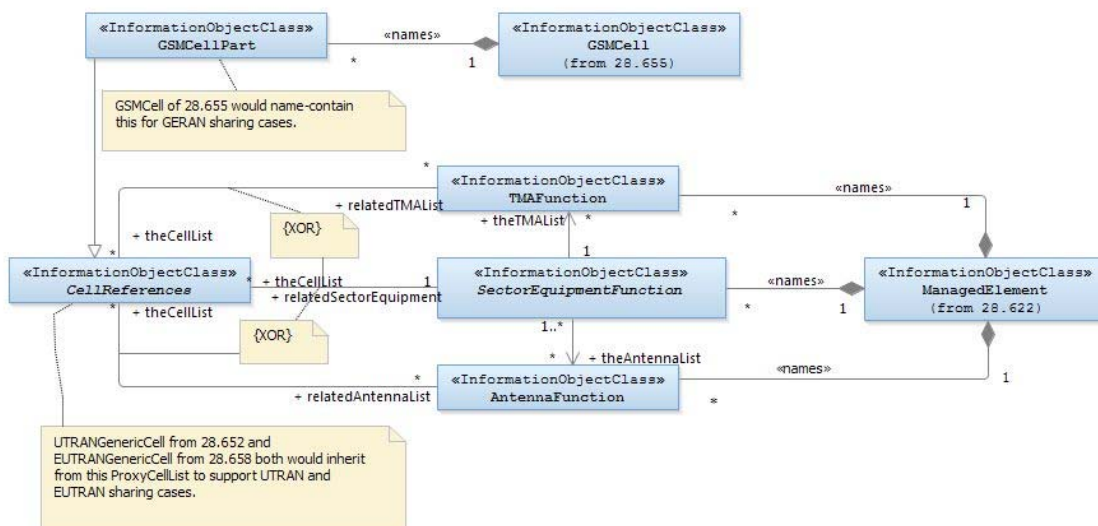 «InformationObjectClass»
GSMCellPart
«names»
*
1
«InformationObjectClass»
GSMCell
(from 28.655)
GSMCell of 28.655 would name-contain
this for GERAN sharing cases.
*
«InformationObjectClass»
TMAFunction
«names»
*
1
+ relatedTMAList
+ theTMAList
*
{XOR}
+ theCellList
*
1
«InformationObjectClass»
CellReferences
*
+ theCellList
1
+ relatedSectorEquipment
«InformationObjectClass»
SectorEquipmentFunction
«names»
*
1
«InformationObjectClass»
ManagedElement
(from 28.622)
*
+ theCellList
{XOR}
1..*
*
+ theAntennaList
*
+ relatedAntennaList
«InformationObjectClass»
AntennaFunction
«names»
*
1
UTRANGenericCell from 28.652 and
EUTRANGenericCell from 28.658 both would inherit
from this ProxyCellList to support UTRAN and
EUTRAN sharing cases.